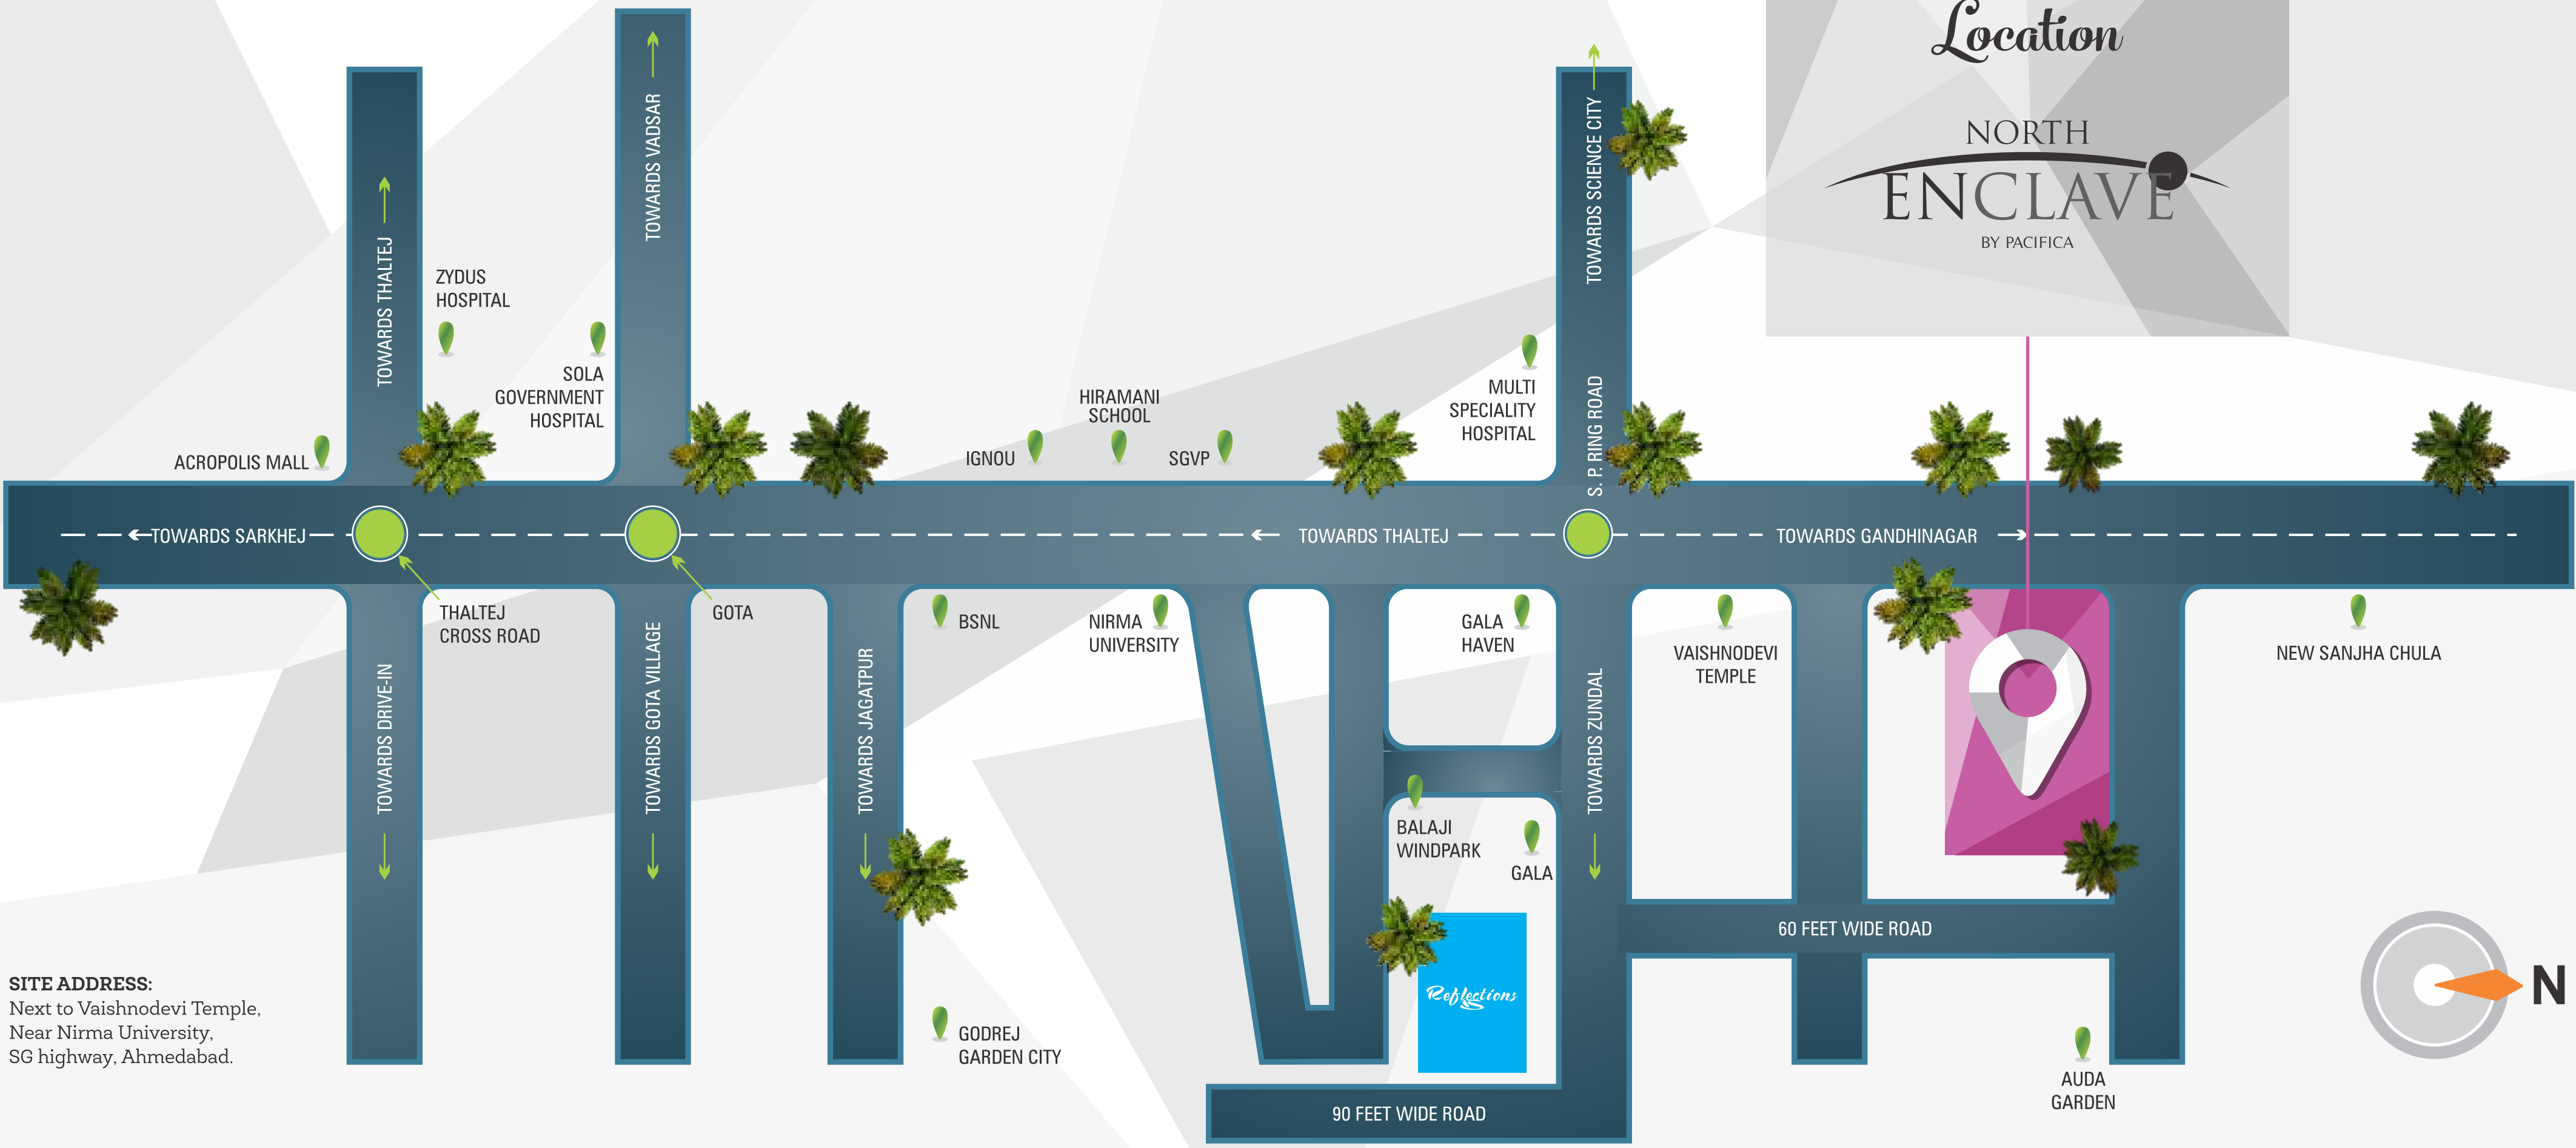 Location
NORTH
ENCLAVE
BY PACIFICA
TOWARDS THALTEJ
TOWARDS VADSAR
TOWARDS SCIENCE CITY
S. P. RING ROAD
ZYDUS
HOSPITAL
SOLA
GOVERNMENT
HOSPITAL
ACROPOLIS MALL
IGNOU
HIRAMANI
SCHOOL
SGVP
MULTI
SPECIALITY
HOSPITAL
TOWARDS SARKHEJ
TOWARDS THALTEJ
TOWARDS GANDHINAGAR
THALTEJ
CROSS ROAD
GOTA
BSNL
NIRMA
UNIVERSITY
GALA
HAVEN
VAISHNODEVI
TEMPLE
NEW SANJHA CHULA
TOWARDS DRIVE-IN
TOWARDS GOTA VILLAGE
TOWARDS JAGATPUR
TOWARDS ZUNDAL
BALAJI
WINDPARK
GALA
60 FEET WIDE ROAD
Reflections
GODREJ
GARDEN CITY
90 FEET WIDE ROAD
AUDA
GARDEN
N
SITE ADDRESS:
Next to Vaishnodevi Temple,
Near Nirma University,
SG highway, Ahmedabad.